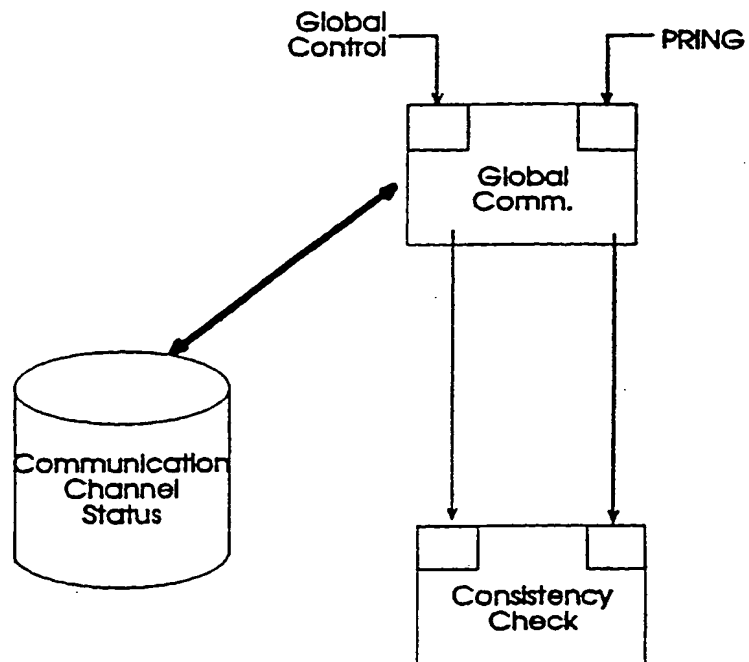 Global
Control
PRING
Global
Comm.
Communication
Channel
Status
Consistency
Check